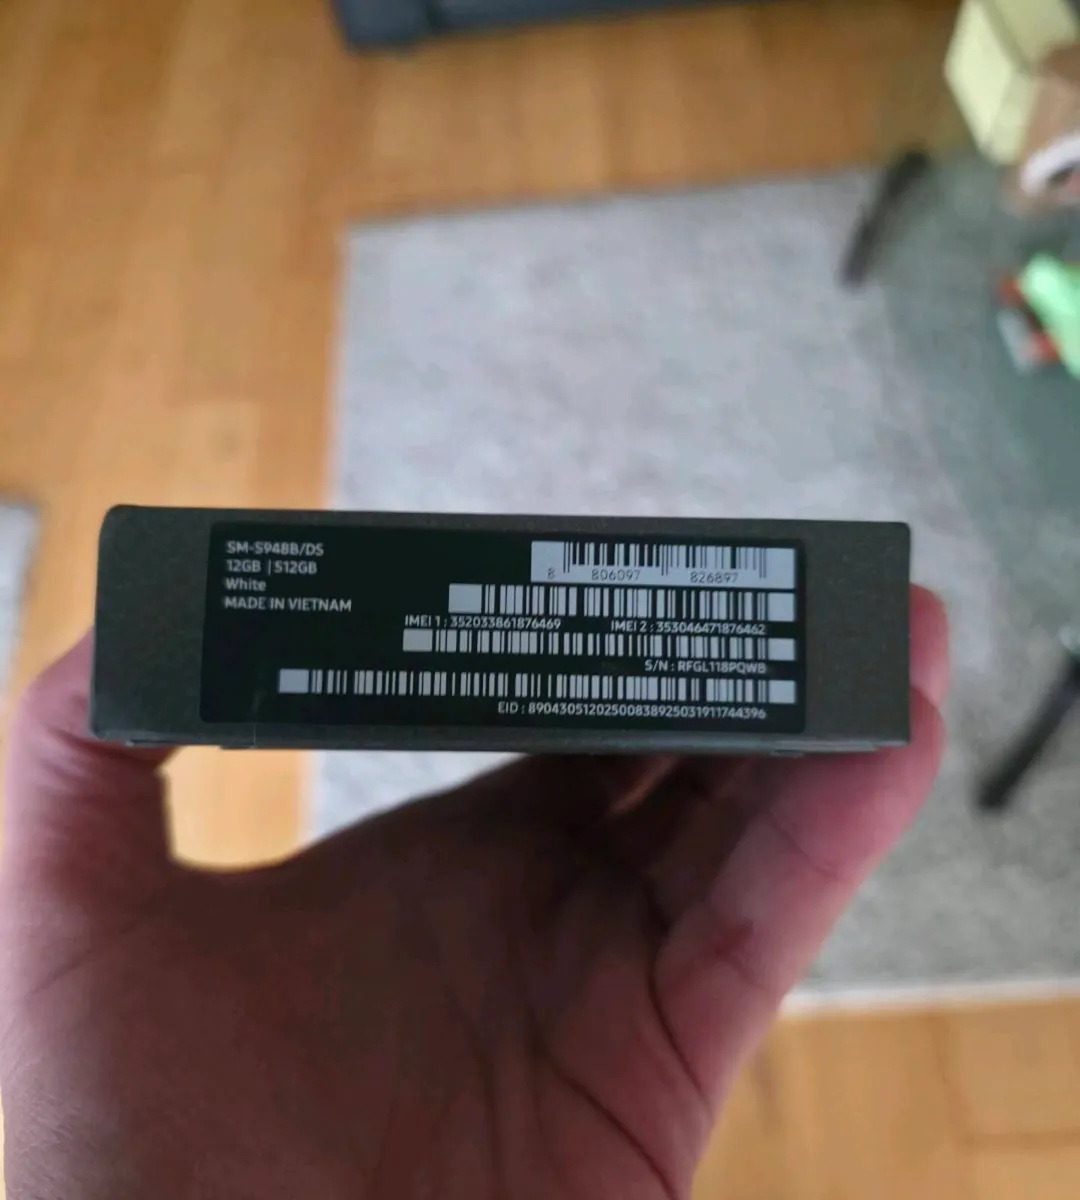 SM-S948B/DS
12GB | 512GB
White
MADE IN VIETNAM
8 806097 826897
IMEI 1 : 352033861876469 IMEI 2 : 353046471876462
S/N : RFGL118PQWB
EID : 89043051202500838925031911744396